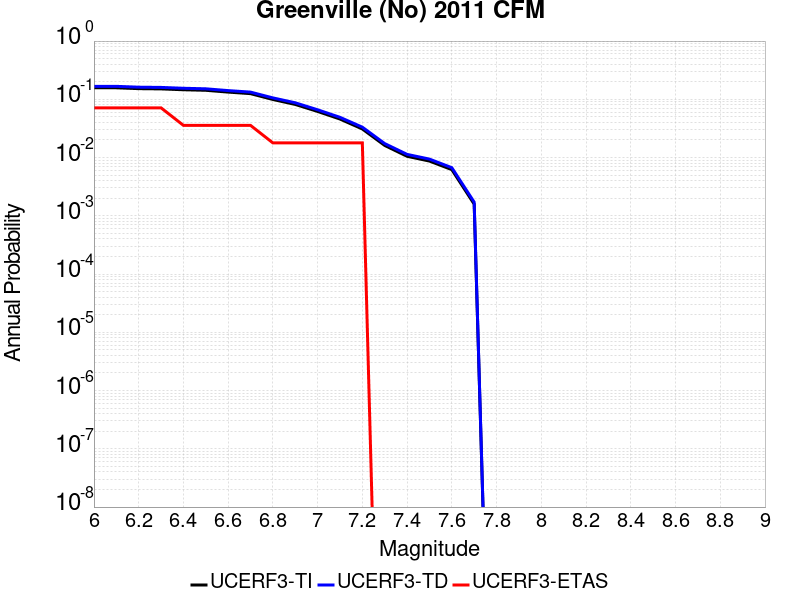 Greenville (No) 2011 CFM
10^0
10^-1
10^-2
10^-3
10^-4
10^-5
10^-6
10^-7
10^-8
Annual Probability
6 6.2 6.4 6.6 6.8 7 7.2 7.4 7.6 7.8 8 8.2 8.4 8.6 8.8 9
Magnitude
UCERF3-TI UCERF3-TD UCERF3-ETAS